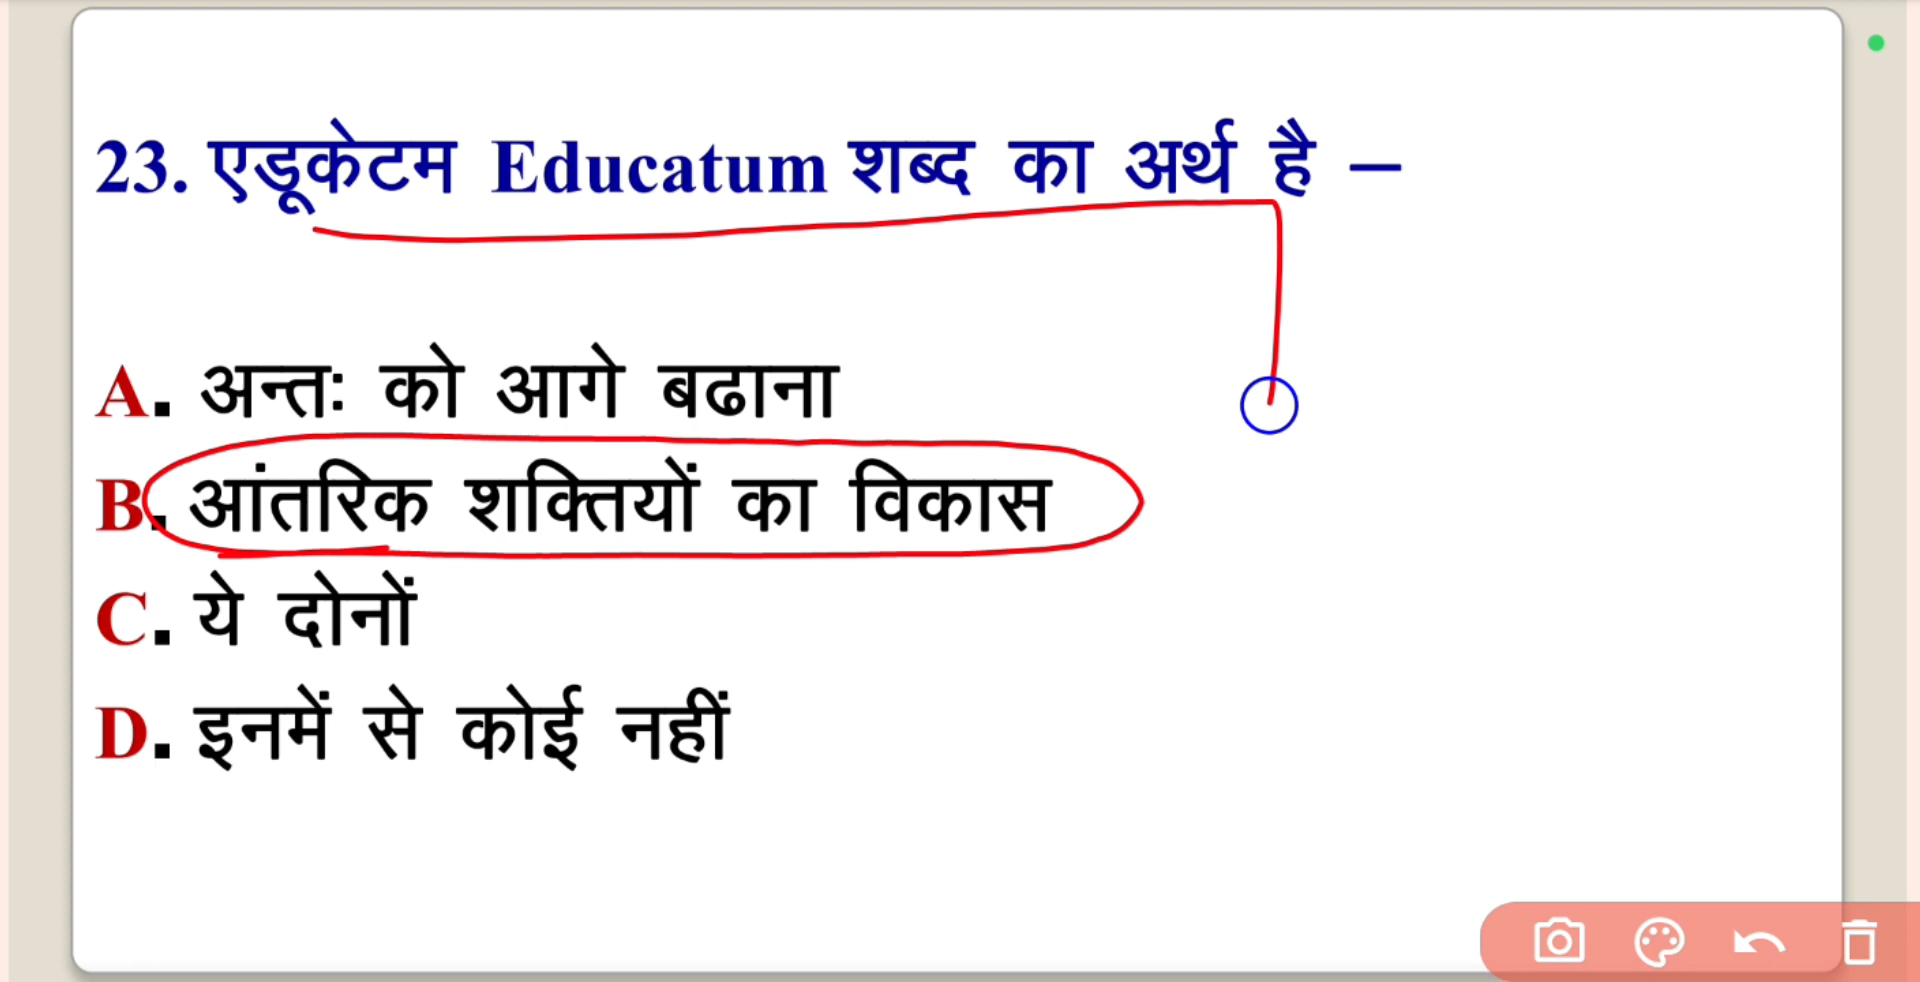 23. एडूकेटम Educatum शब्द का अर्थ है –
A. अन्तः को आगे बढाना
B. आंतरिक शक्तियों का विकास
C. ये दोनों
D. इनमें से कोई नहीं